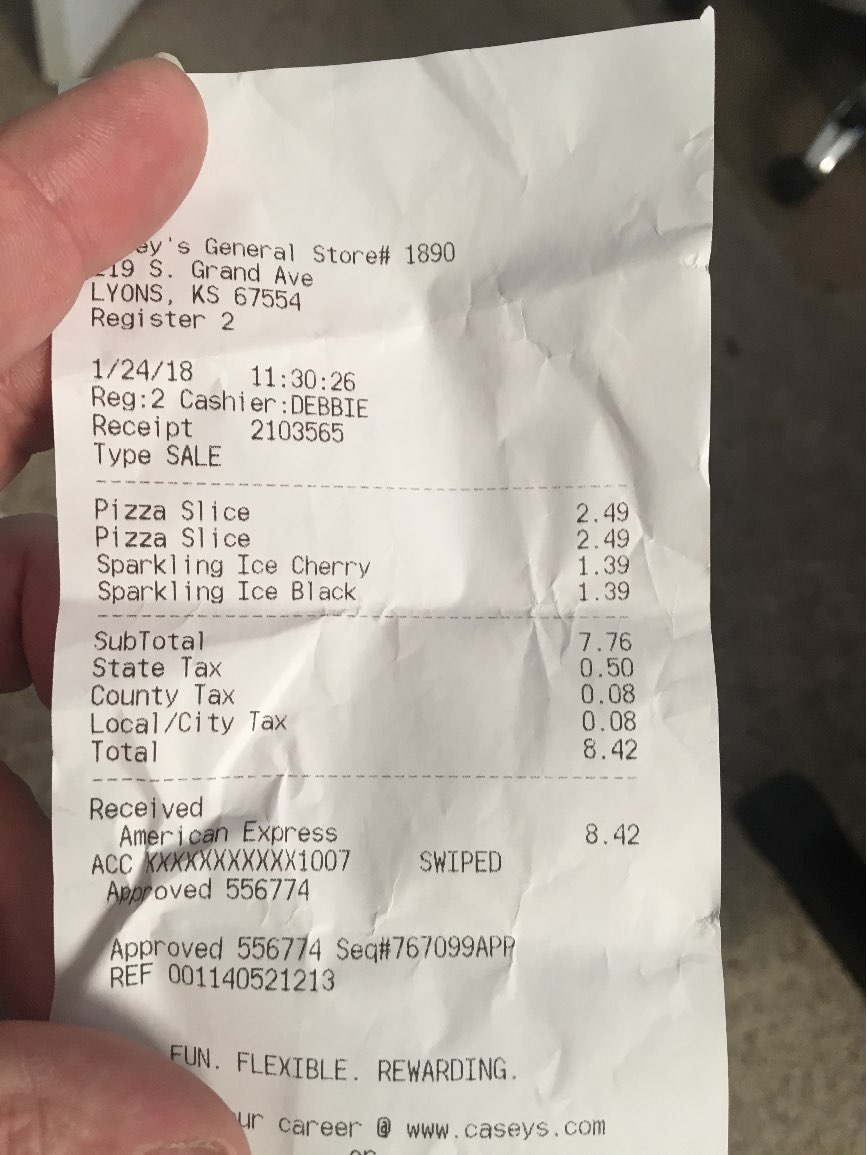 ey's General Store# 1890
19 S. Grand Ave
LYONS, KS 67554
Register 2
1/24/18 11:30:26
Reg:2 Cashier:DEBBIE
Receipt 2103565
Type SALE
Pizza Slice 2.49
Pizza Slice 2.49
Sparkling Ice Cherry 1.39
Sparkling Ice Black 1.39
SubTotal 7.76
State Tax 0.50
County Tax 0.08
Local/City Tax 0.08
Total 8.42
Received
American Express 8.42
ACC XXXXXXXXXXX1007 SWIPED
Approved 556774
Approved 556774 Seq#767099APP
REF 001140521213
FUN. FLEXIBLE. REWARDING.
ur career @ www.caseys.com